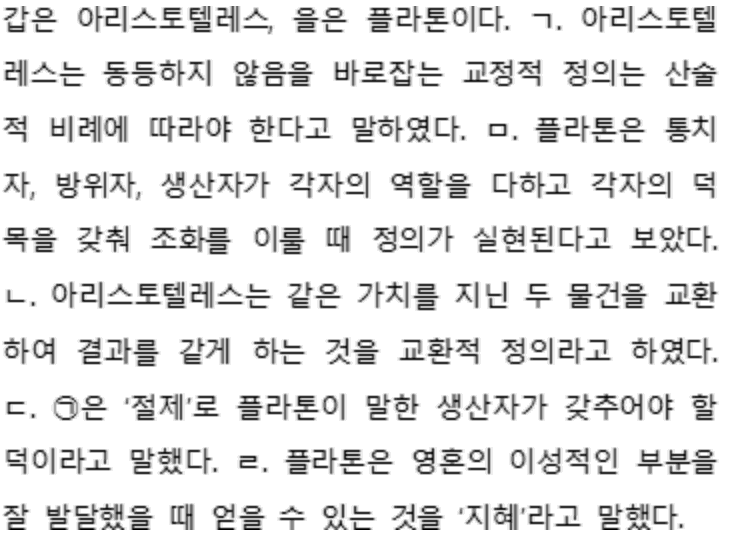 갑은 아리스토텔레스, 을은 플라톤이다. ㄱ. 아리스토텔
레스는 동등하지 않음을 바로잡는 교정적 정의는 산술
적 비례에 따라야 한다고 말하였다. ㅁ. 플라톤은 통치
자, 방위자, 생산자가 각자의 역할을 다하고 각자의 덕
목을 갖춰 조화를 이룰 때 정의가 실현된다고 보았다.
ㄴ. 아리스토텔레스는 같은 가치를 지닌 두 물건을 교환
하여 결과를 같게 하는 것을 교환적 정의라고 하였다.
ㄷ. ㉠은 ‘절제’로 플라톤이 말한 생산자가 갖추어야 할
덕이라고 말했다. ㄹ. 플라톤은 영혼의 이성적인 부분을
잘 발달했을 때 얻을 수 있는 것을 ‘지혜’라고 말했다.